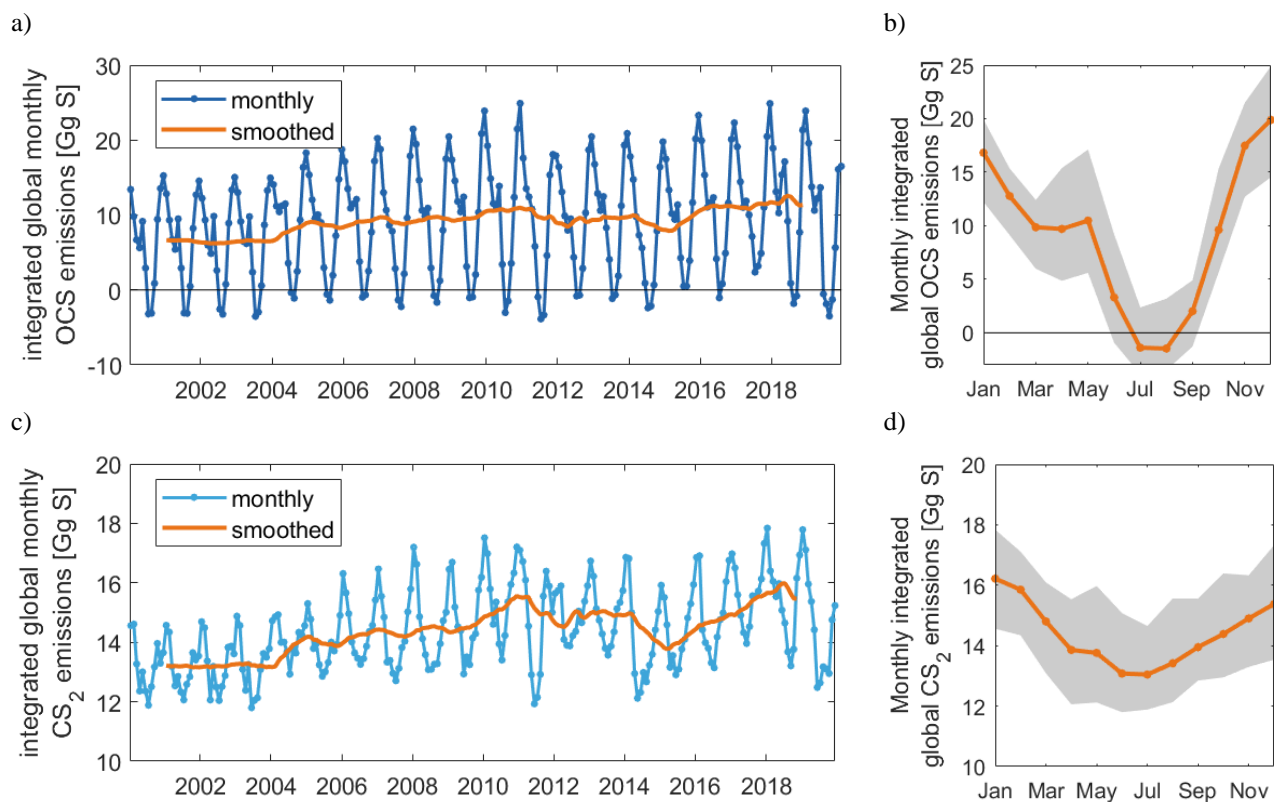 a)
integrated global monthly
OCS emissions [Gg S]
30
20
10
0
-10
monthly
smoothed
2002 2004 2006 2008 2010 2012 2014 2016 2018
b)
Monthly integrated
global OCS emissions [Gg S]
25
20
15
10
5
0
Jan Mar May Jul Sep Nov
c)
integrated global monthly
CS2 emissions [Gg S]
20
18
16
14
12
10
monthly
smoothed
2002 2004 2006 2008 2010 2012 2014 2016 2018
d)
Monthly integrated
global CS2 emissions [Gg S]
20
18
16
14
12
10
Jan Mar May Jul Sep Nov